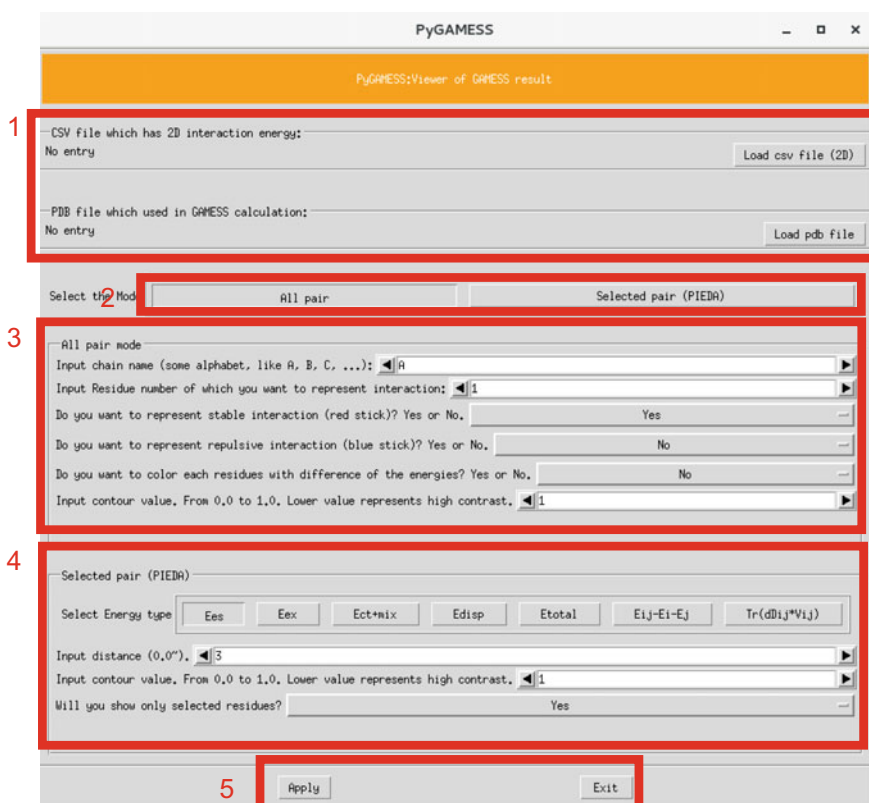 PyGAMESS
PyGAMESS:Viewer of GAMESS result
1
CSV file which has 2D interaction energy:
No entry
Load csv file (2D)
PDB file which used in GAMESS calculation:
No entry
Load pdb file
Select the Mode
2
All pair
Selected pair (PIEDA)
3
All pair mode
Input chain name (some alphabet, like A, B, C, ...): A
Input Residue number of which you want to represent interaction: 1
Do you want to represent stable interaction (red stick)? Yes or No. Yes
Do you want to represent repulsive interaction (blue stick)? Yes or No. No
Do you want to color each residues with difference of the energies? Yes or No. No
Input contour value. From 0.0 to 1.0. Lower value represents high contrast. 1
4
Selected pair (PIEDA)
Select Energy type Ees Eex Ect+mix Edisp Etotal Eij-Ei-Ej Tr(dDij*Vij)
Input distance (0.0~). 3
Input contour value. From 0.0 to 1.0. Lower value represents high contrast. 1
Will you show only selected residues? Yes
5
Apply
Exit